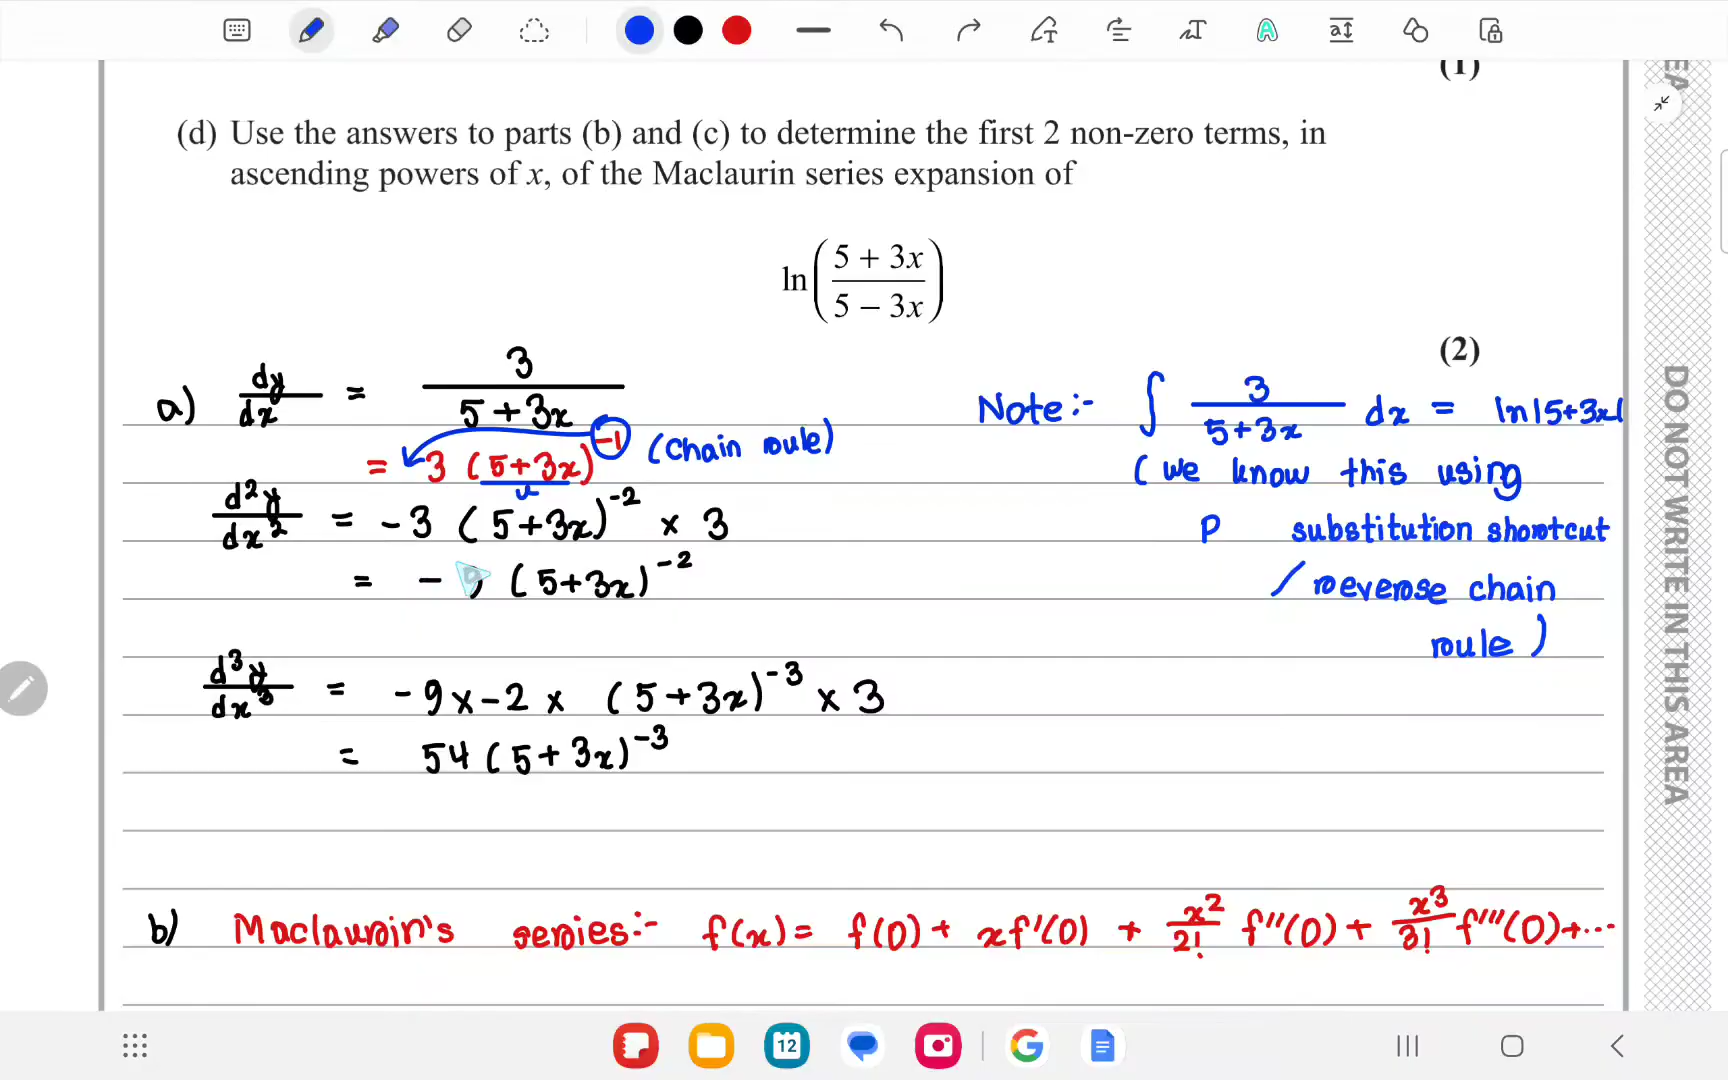 (1)
(d) Use the answers to parts (b) and (c) to determine the first 2 non-zero terms, in
ascending powers of x, of the Maclaurin series expansion of
ln((5 + 3x)/(5 − 3x))
(2)
a) dy/dx = 3/(5+3x)
= 3(5+3x)^-1 (Chain rule)
u
d²y/dx² = -3 (5+3x)^-2 × 3
= - (5+3x)^-2
d³y/dx³ = -9x-2 × (5+3x)^-3 × 3
= 54(5+3x)^-3
Note:- ∫ 3/(5+3x) dx = ln|5+3x|
(we know this using
P substitution shortcut
/ reverse chain
rule)
b) Maclaurin's series:- f(x)= f(0)+ xf'(0) + x²/2! f''(0)+ x³/3! f'''(0)+...
DO NOT WRITE IN THIS AREA
EA
12